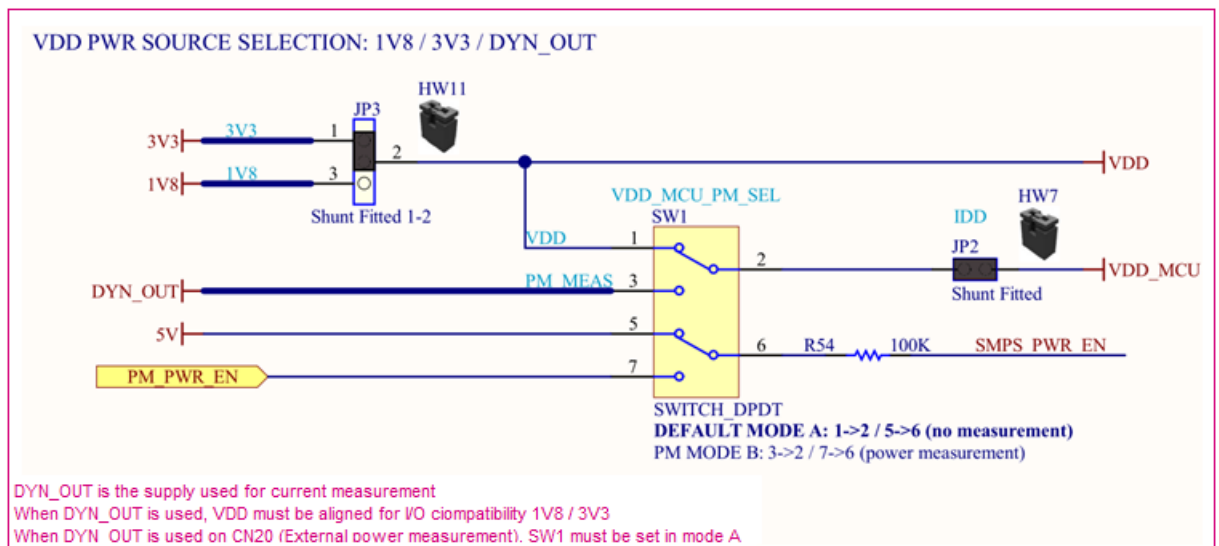 VDD PWR SOURCE SELECTION: 1V8 / 3V3 / DYN_OUT
HW11
JP3
3V3 3V3 1
2
VDD
1V8 1V8 3
Shunt Fitted 1-2
VDD_MCU_PM_SEL
SW1
HW7
IDD
JP2
VDD 1
2
VDD_MCU
Shunt Fitted
DYN_OUT PM_MEAS 3
5V 5
6 R54 100K SMPS_PWR_EN
PM_PWR_EN 7
SWITCH_DPDT
DEFAULT MODE A: 1->2 / 5->6 (no measurement)
PM MODE B: 3->2 / 7->6 (power measurement)
DYN_OUT is the supply used for current measurement
When DYN_OUT is used, VDD must be aligned for I/O ciompatibility 1V8 / 3V3
When DYN_OUT is used on CN20 (External power measurement), SW1 must be set in mode A